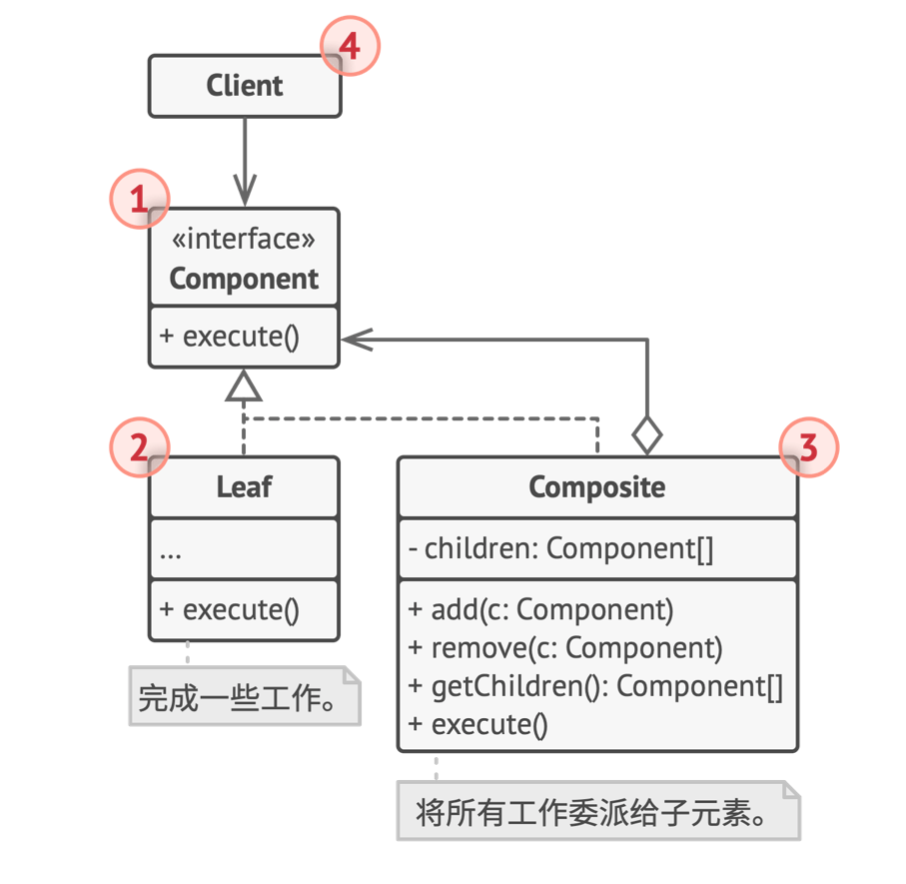 4
Client
1
«interface»
Component
+ execute()
2
Leaf
...
+ execute()
完成一些工作。
3
Composite
- children: Component[]
+ add(c: Component)
+ remove(c: Component)
+ getChildren(): Component[]
+ execute()
将所有工作委派给子元素。